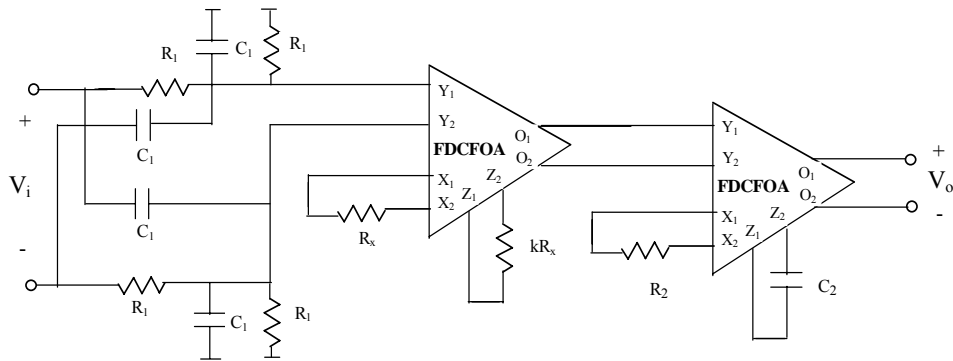 C₁
R₁
R₁
+
Vᵢ
-
C₁
C₁
R₁
C₁
R₁
Y₁
Y₂
FDCFOA
O₁
O₂
X₁
X₂
Z₁
Z₂
Rₓ
kRₓ
Y₁
Y₂
FDCFOA
O₁
O₂
X₁
X₂
Z₁
Z₂
R₂
C₂
+
Vₒ
-